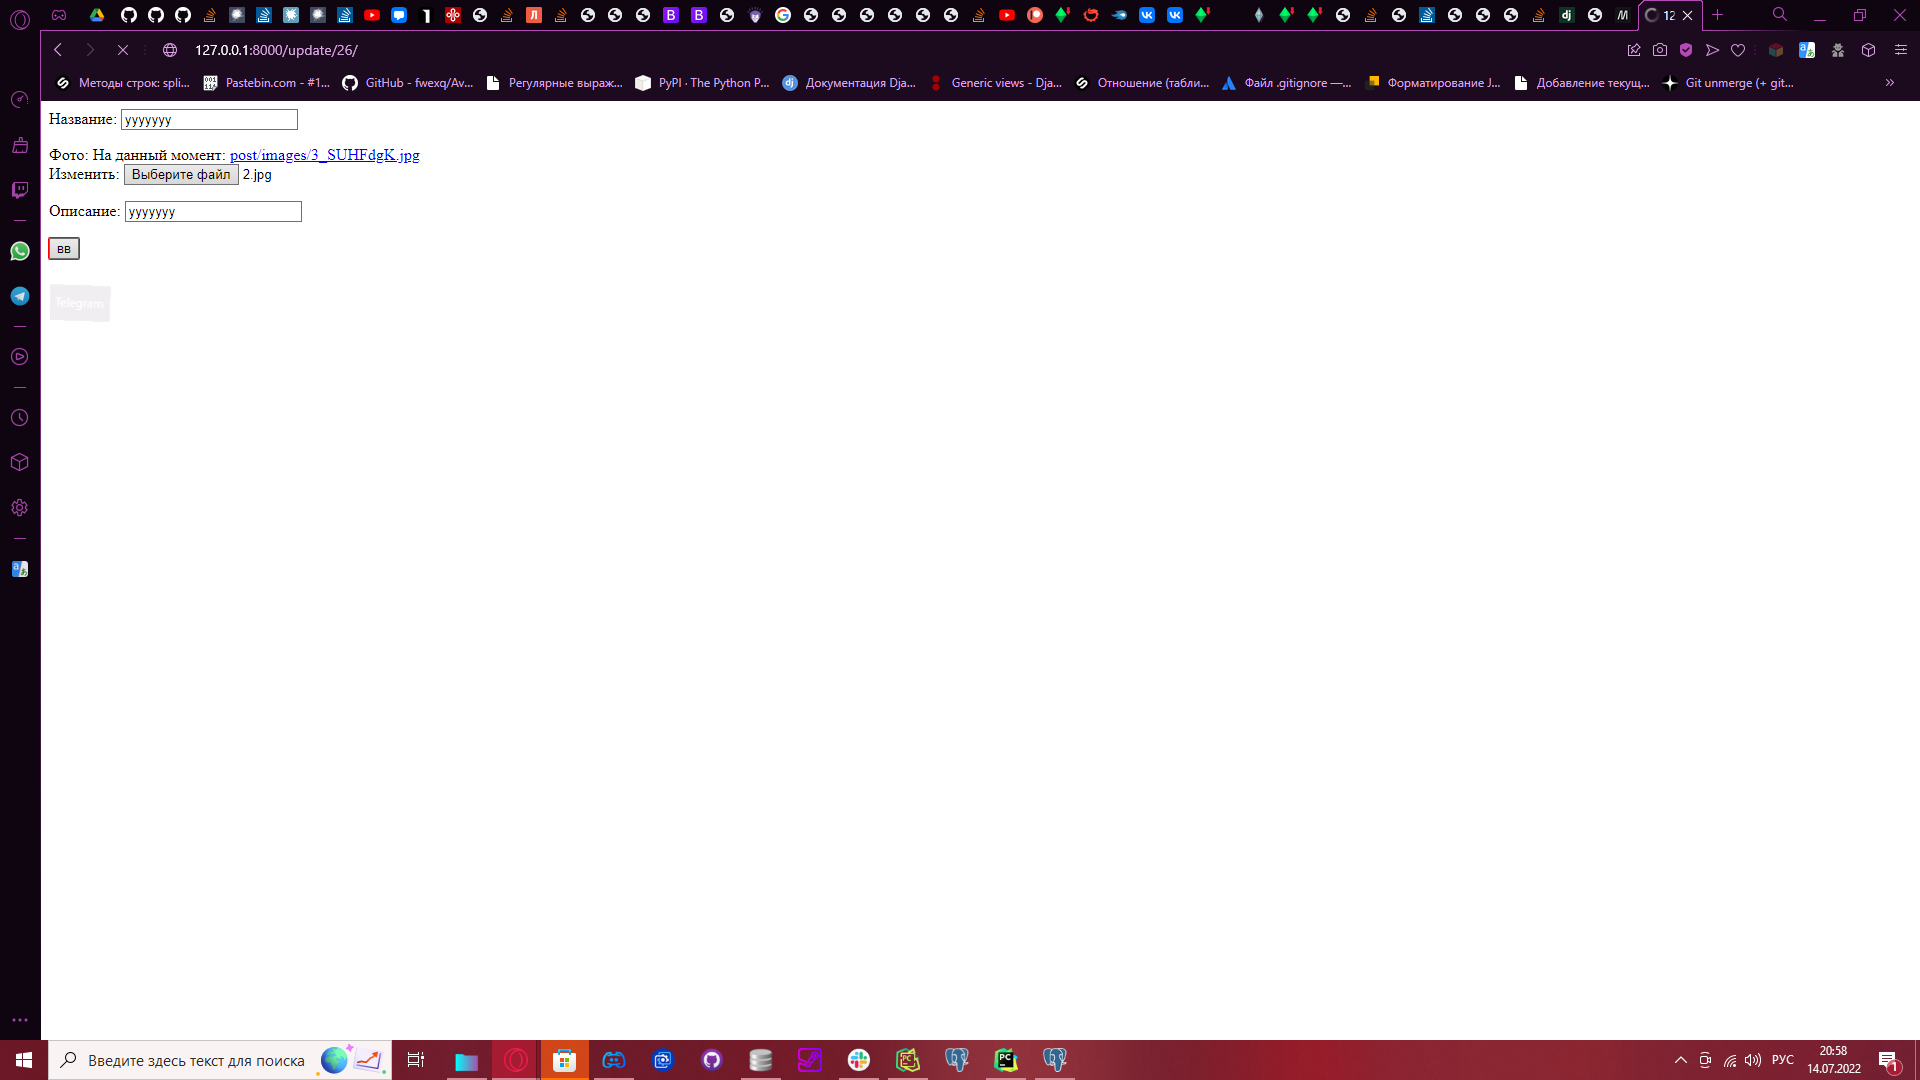 12
127.0.0.1:8000/update/26/
Методы строк: spli... Pastebin.com - #1... GitHub - fwexq/Av... Регулярные выраж... PyPI · The Python P... Документация Dja... Generic views - Dja... Отношение (табли... Файл .gitignore —... Форматирование J... Добавление текущ... Git unmerge (+ git...
Название: yyyyyyy
Фото: На данный момент: post/images/3_SUHFdgK.jpg
Изменить: Выберите файл 2.jpg
Описание: yyyyyyy
вв
Telegram
Введите здесь текст для поиска
РУС
20:58
14.07.2022
1